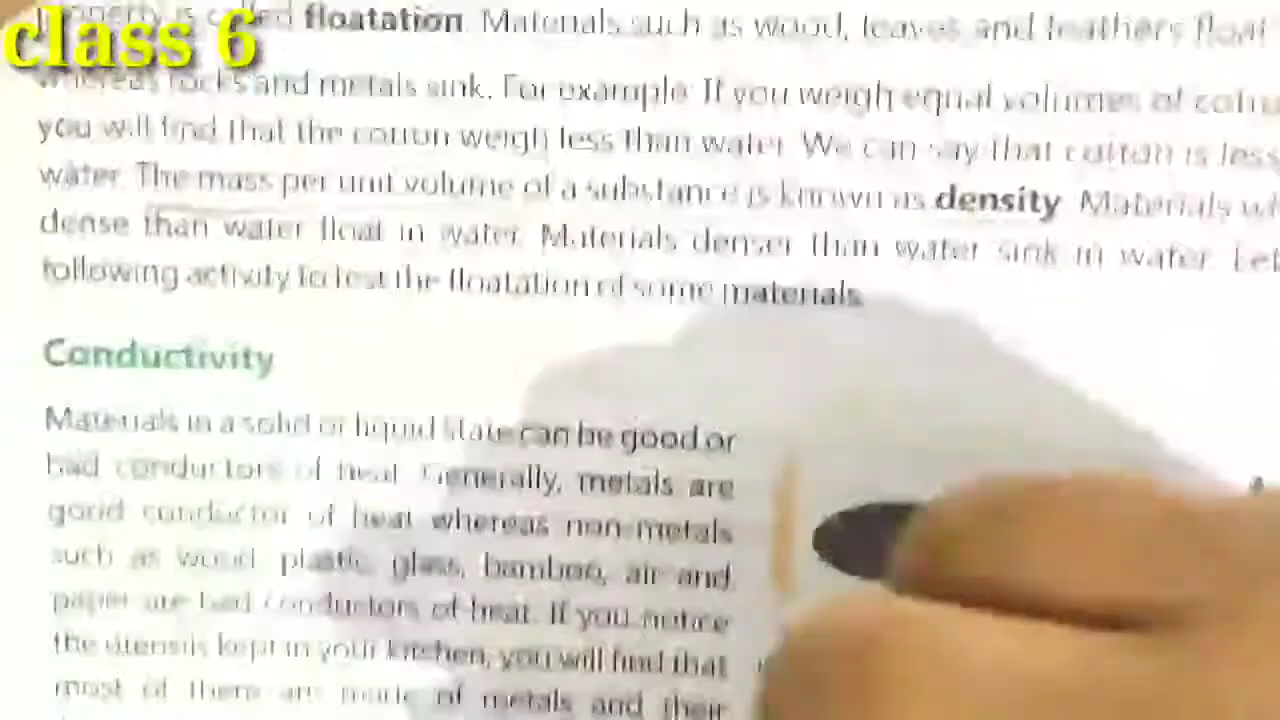 class 6
property is called floatation. Materials such as wood, leaves and feathers float
whereas rocks and metals sink. For example. If you weigh equal volumes of
you will find that the cotton weigh less than water. We can say that cotton is less
water. The mass per unit volume of a substance is known as density. Materials
dense than water float in water. Materials denser than water sink in water.
following activity to test the floatation of some materials.
Conductivity
Materials in a solid or liquid state can be good or
bad conductors of heat. Generally, metals are
good conductor of heat whereas non-metals
such as wood, plastic, glass, bamboo, air and
paper are bad conductors of heat. If you notice
the utensils kept in your kitchen, you will find that
most of them are made of metals and their